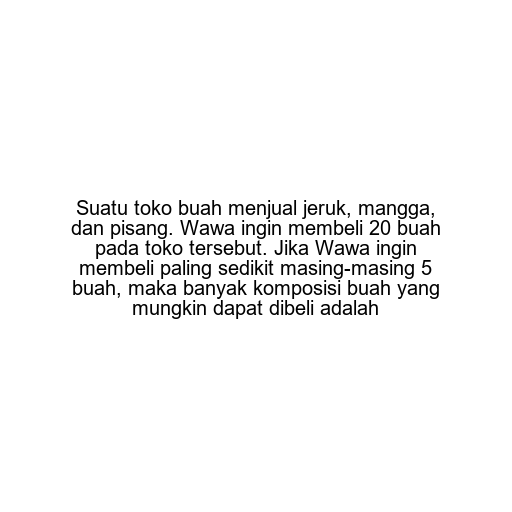 Suatu toko buah menjual jeruk, mangga,
dan pisang. Wawa ingin membeli 20 buah
pada toko tersebut. Jika Wawa ingin
membeli paling sedikit masing-masing 5
buah, maka banyak komposisi buah yang
mungkin dapat dibeli adalah